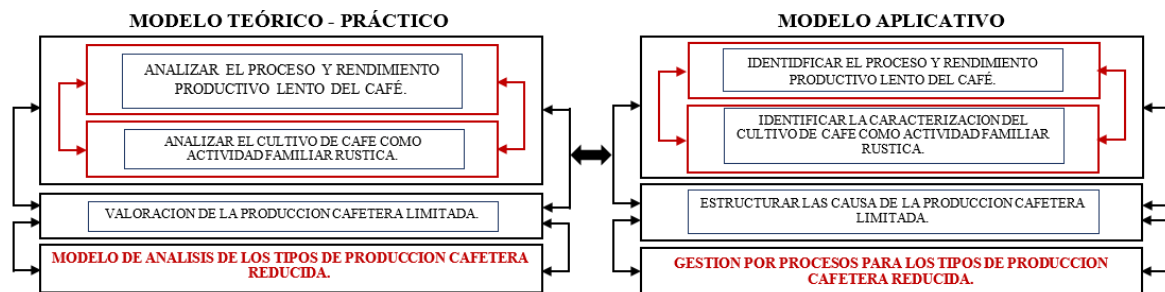 MODELO TEÓRICO - PRÁCTICO
ANALIZAR EL PROCESO Y RENDIMIENTO
PRODUCTIVO LENTO DEL CAFÉ.
ANALIZAR EL CULTIVO DE CAFE COMO
ACTIVIDAD FAMILIAR RUSTICA.
VALORACION DE LA PRODUCCION CAFETERA LIMITADA.
MODELO DE ANALISIS DE LOS TIPOS DE PRODUCCION CAFETERA
REDUCIDA.
MODELO APLICATIVO
IDENTIDFICAR EL PROCESO Y RENDIMIENTO
PRODUCTIVO LENTO DEL CAFÉ.
IDENTIFICAR LA CARACTERIZACION DEL
CULTIVO DE CAFE COMO ACTIVIDAD FAMILIAR
RUSTICA.
ESTRUCTURAR LAS CAUSA DE LA PRODUCCION CAFETERA
LIMITADA.
GESTION POR PROCESOS PARA LOS TIPOS DE PRODUCCION
CAFETERA REDUCIDA.